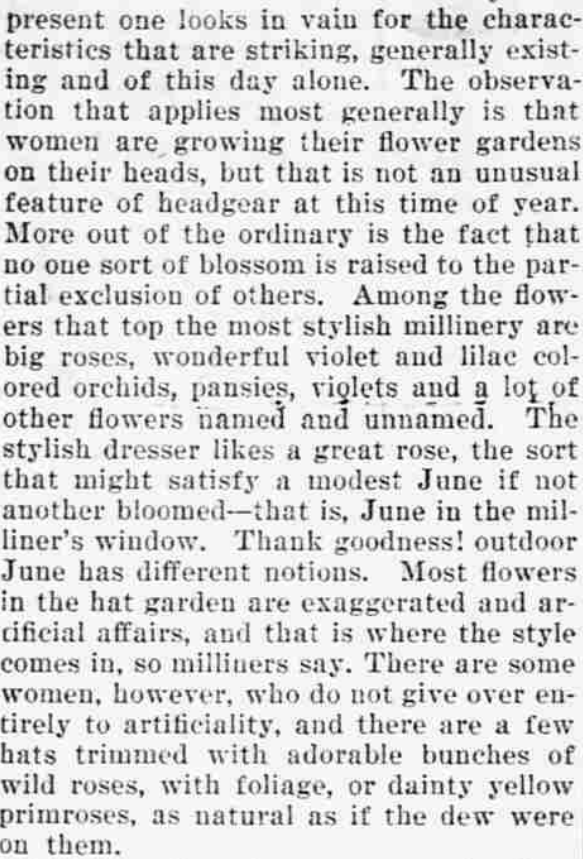 present one looks in vain for the charac-
teristics that are striking, generally exist-
ing and of this day alone. The observa-
tion that applies most generally is that
women are growing their flower gardens
on their heads, but that is not an unusual
feature of headgear at this time of year.
More out of the ordinary is the fact that
no one sort of blossom is raised to the par-
tial exclusion of others. Among the flow-
ers that top the most stylish millinery are
big roses, wonderful violet and lilac col-
ored orchids, pansies, violets and a lot of
other flowers named and unnamed. The
stylish dresser likes a great rose, the sort
that might satisfy a modest June if not
another bloomed—that is, June in the mil-
liner's window. Thank goodness! outdoor
June has different notions. Most flowers
in the hat garden are exaggerated and ar-
tificial affairs, and that is where the style
comes in, so milliners say. There are some
women, however, who do not give over en-
tirely to artificiality, and there are a few
hats trimmed with adorable bunches of
wild roses, with foliage, or dainty yellow
primroses, as natural as if the dew were
on them.